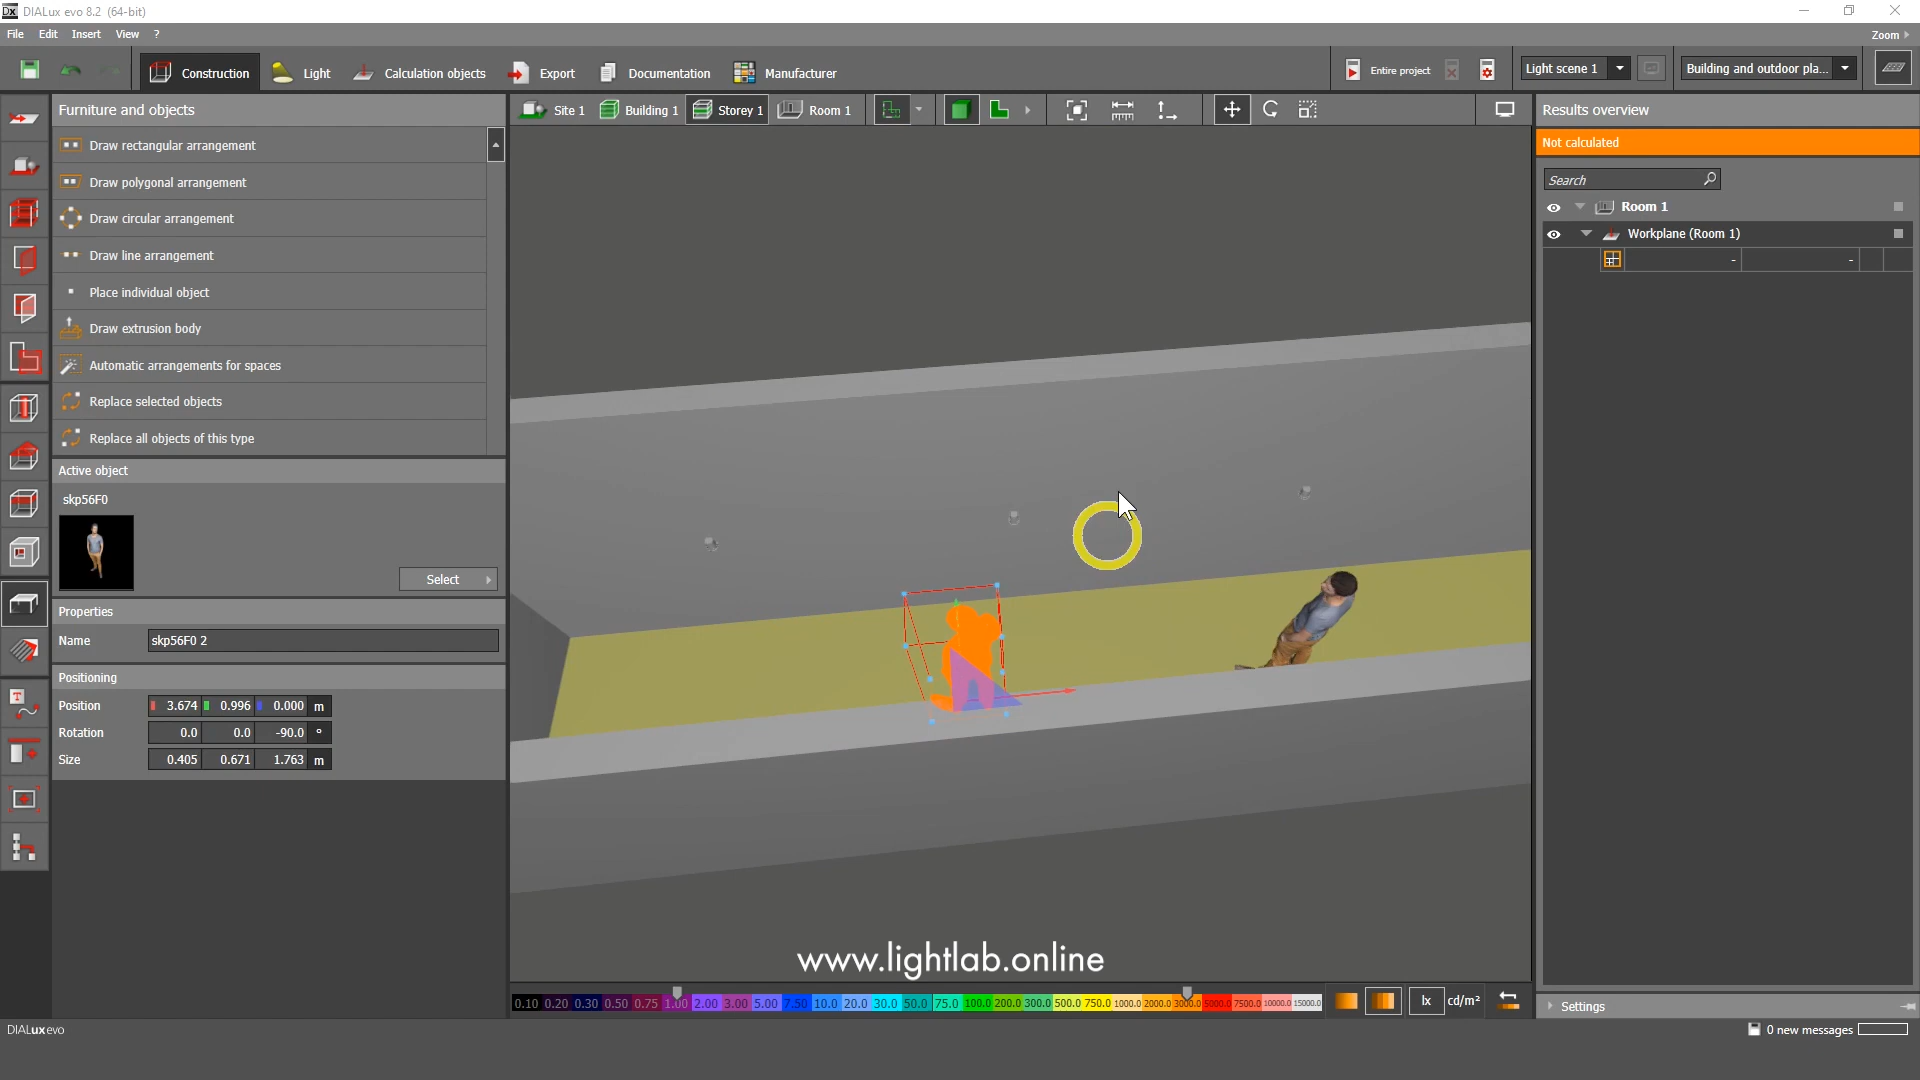 DIALux evo 8.2 (64-bit)
File Edit Insert View ?
Zoom
Construction Light Calculation objects Export Documentation Manufacturer
Entire project Light scene 1 Building and outdoor pla...
Furniture and objects
Site 1 Building 1 Storey 1 Room 1
Results overview
Draw rectangular arrangement
Draw polygonal arrangement
Draw circular arrangement
Draw line arrangement
Place individual object
Draw extrusion body
Automatic arrangements for spaces
Replace selected objects
Replace all objects of this type
Not calculated
Search
Room 1
Workplane (Room 1)
- -
Active object
skp56F0
Select
Properties
Name skp56F0 2
Positioning
Position 3.674 0.996 0.000 m
Rotation 0.0 0.0 -90.0 °
Size 0.405 0.671 1.763 m
www.lightlab.online
0.10 0.20 0.30 0.50 0.75 1.00 2.00 3.00 5.00 7.50 10.0 20.0 30.0 50.0 75.0 100.0 200.0 300.0 500.0 750.0 1000.0 2000.0 3000.0 5000.0 7500.0 10000.0 15000.0 lx cd/m²
Settings
DIALux evo
0 new messages